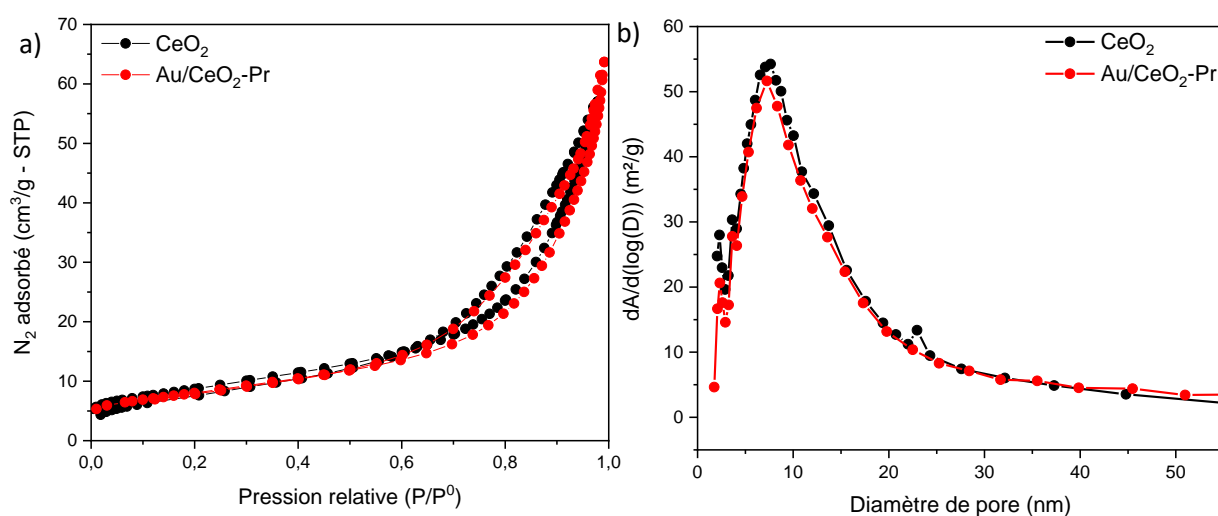 a)
CeO₂
Au/CeO₂-Pr
N₂ adsorbé (cm³/g - STP)
70
60
50
40
30
20
10
0
0,0 0,2 0,4 0,6 0,8 1,0
Pression relative (P/P⁰)
b)
CeO₂
Au/CeO₂-Pr
dA/d(log(D)) (m²/g)
60
50
40
30
20
10
0
0 10 20 30 40 50
Diamètre de pore (nm)